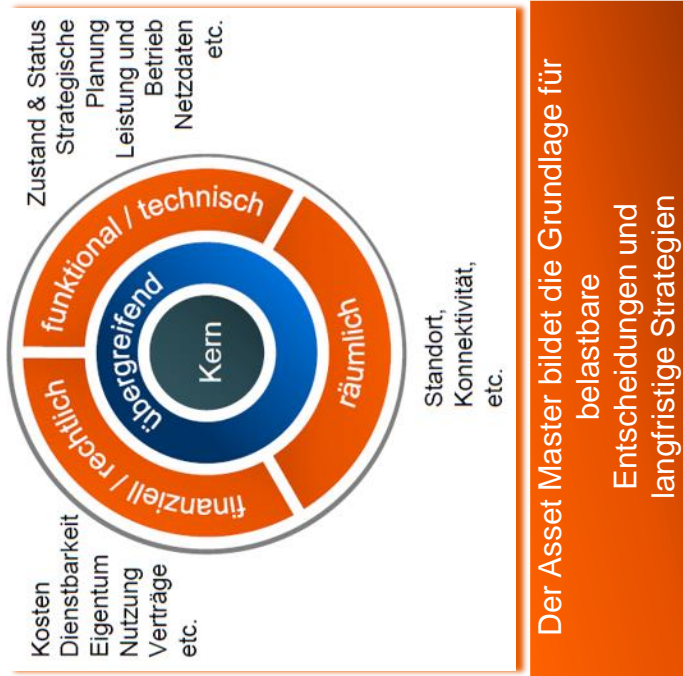 Kosten
Dienstbarkeit
Eigentum
Nutzung
Verträge
etc.
Zustand & Status
Strategische
Planung
Leistung und
Betrieb
Netzdaten
etc.
finanziell / rechtlich
funktional / technisch
übergreifend
Kern
räumlich
Standort,
Konnektivität,
etc.
Der Asset Master bildet die Grundlage für
belastbare
Entscheidungen und
langfristige Strategien